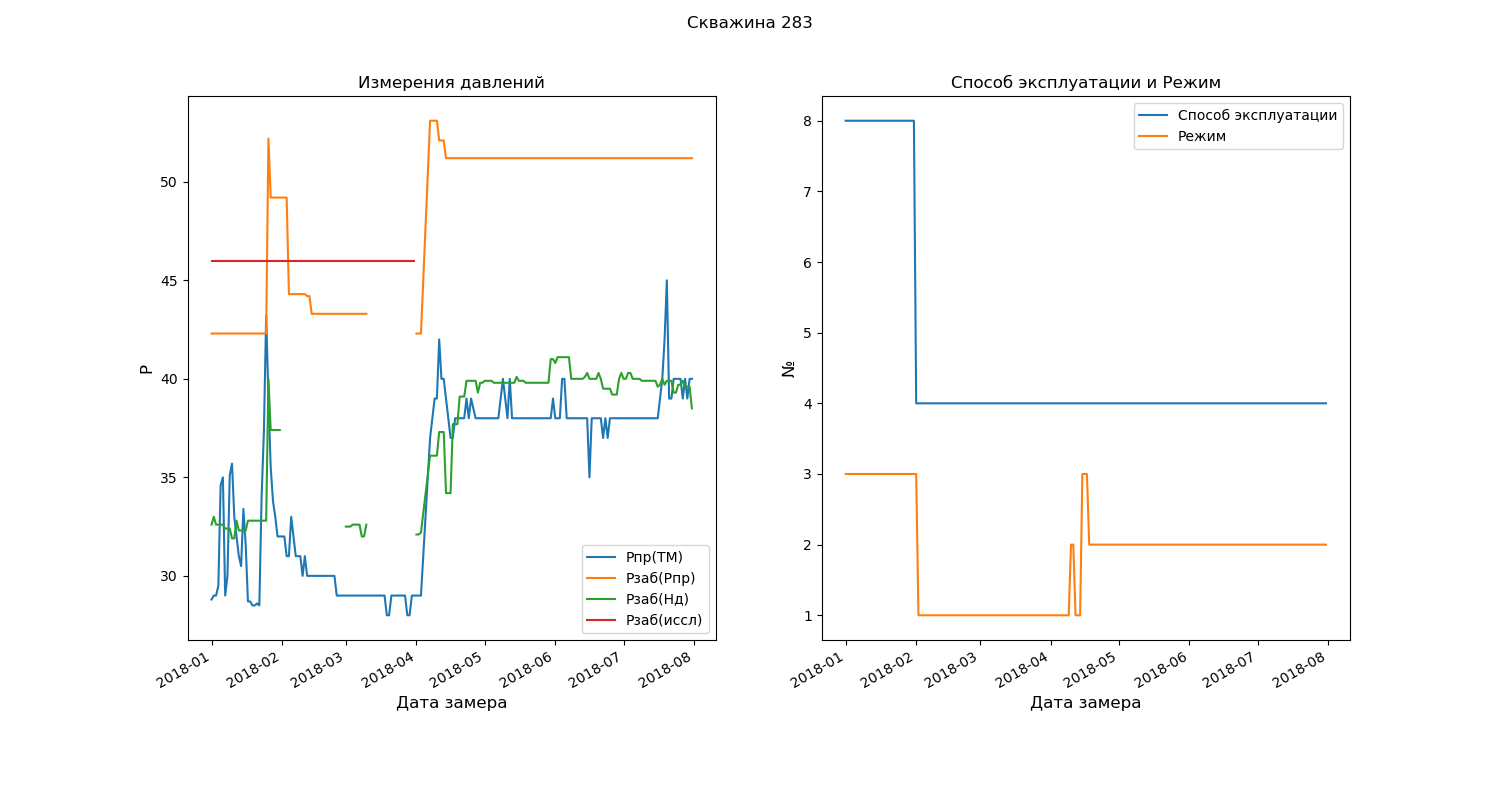 Скважина 283
Измерения давлений
P
50
45
40
35
30
2018-01
2018-02
2018-03
2018-04
2018-05
2018-06
2018-07
2018-08
Дата замера
Pпр(ТМ)
Pзаб(Pпр)
Pзаб(Нд)
Pзаб(иссл)
Способ эксплуатации и Режим
№
8
7
6
5
4
3
2
1
2018-01
2018-02
2018-03
2018-04
2018-05
2018-06
2018-07
2018-08
Дата замера
Способ эксплуатации
Режим